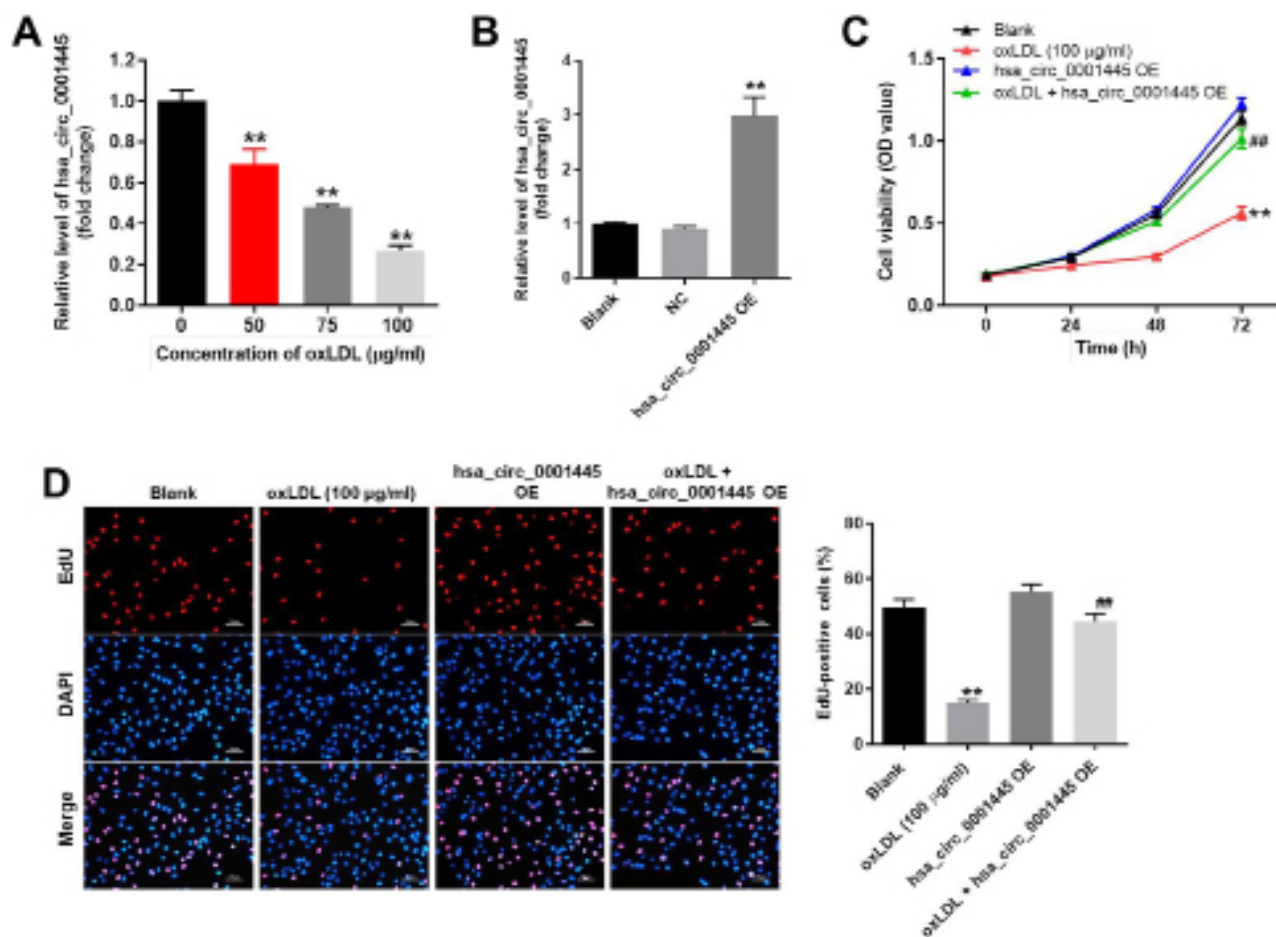 A
Relative level of hsa_circ_0001445
(fold change)
1.2
1.0
0.8
0.6
0.4
0.2
0.0
**
**
**
0
50
75
100
Concentration of oxLDL (μg/ml)
B
Relative level of hsa_circ_0001445
(fold change)
4
3
2
1
0
**
Blank
NC
hsa_circ_0001445 OE
C
Blank
oxLDL (100 μg/ml)
hsa_circ_0001445 OE
oxLDL + hsa_circ_0001445 OE
Cell viability (OD value)
1.5
1.0
0.5
0.0
##
**
0
24
48
72
Time (h)
D
Blank
oxLDL (100 μg/ml)
hsa_circ_0001445
OE
oxLDL +
hsa_circ_0001445 OE
EdU
DAPI
Merge
EdU-positive cells (%)
80
60
40
20
0
**
##
Blank
oxLDL (100 μg/ml)
hsa_circ_0001445 OE
oxLDL + hsa_circ_0001445 OE